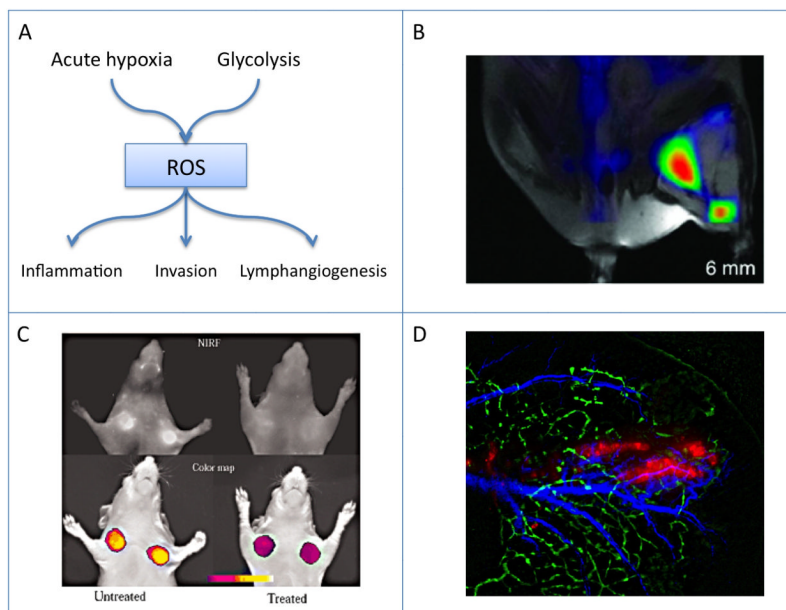 A
Acute hypoxia Glycolysis
ROS
Inflammation Invasion Lymphangiogenesis
B
6 mm
C
NIRF
Color map
Untreated Treated
D